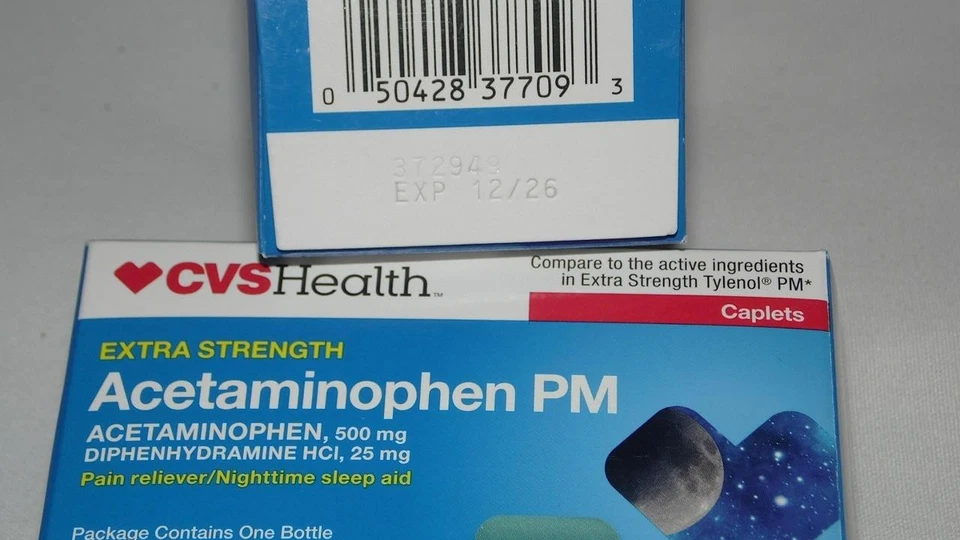 0 50428 37709 3
372949
EXP 12/26
CVSHealth™
Compare to the active ingredients
in Extra Strength Tylenol® PM*
Caplets
EXTRA STRENGTH
Acetaminophen PM
ACETAMINOPHEN, 500 mg
DIPHENHYDRAMINE HCl, 25 mg
Pain reliever/Nighttime sleep aid
Package Contains One Bottle